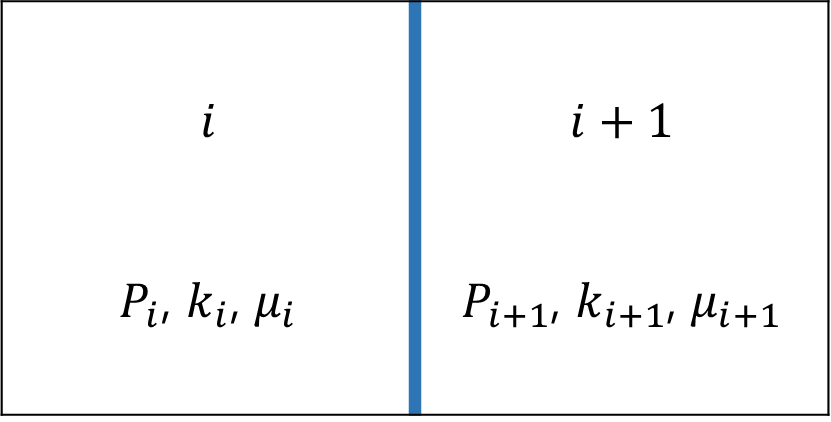 i i + 1
P_i, k_i, μ_i P_{i+1}, k_{i+1}, μ_{i+1}